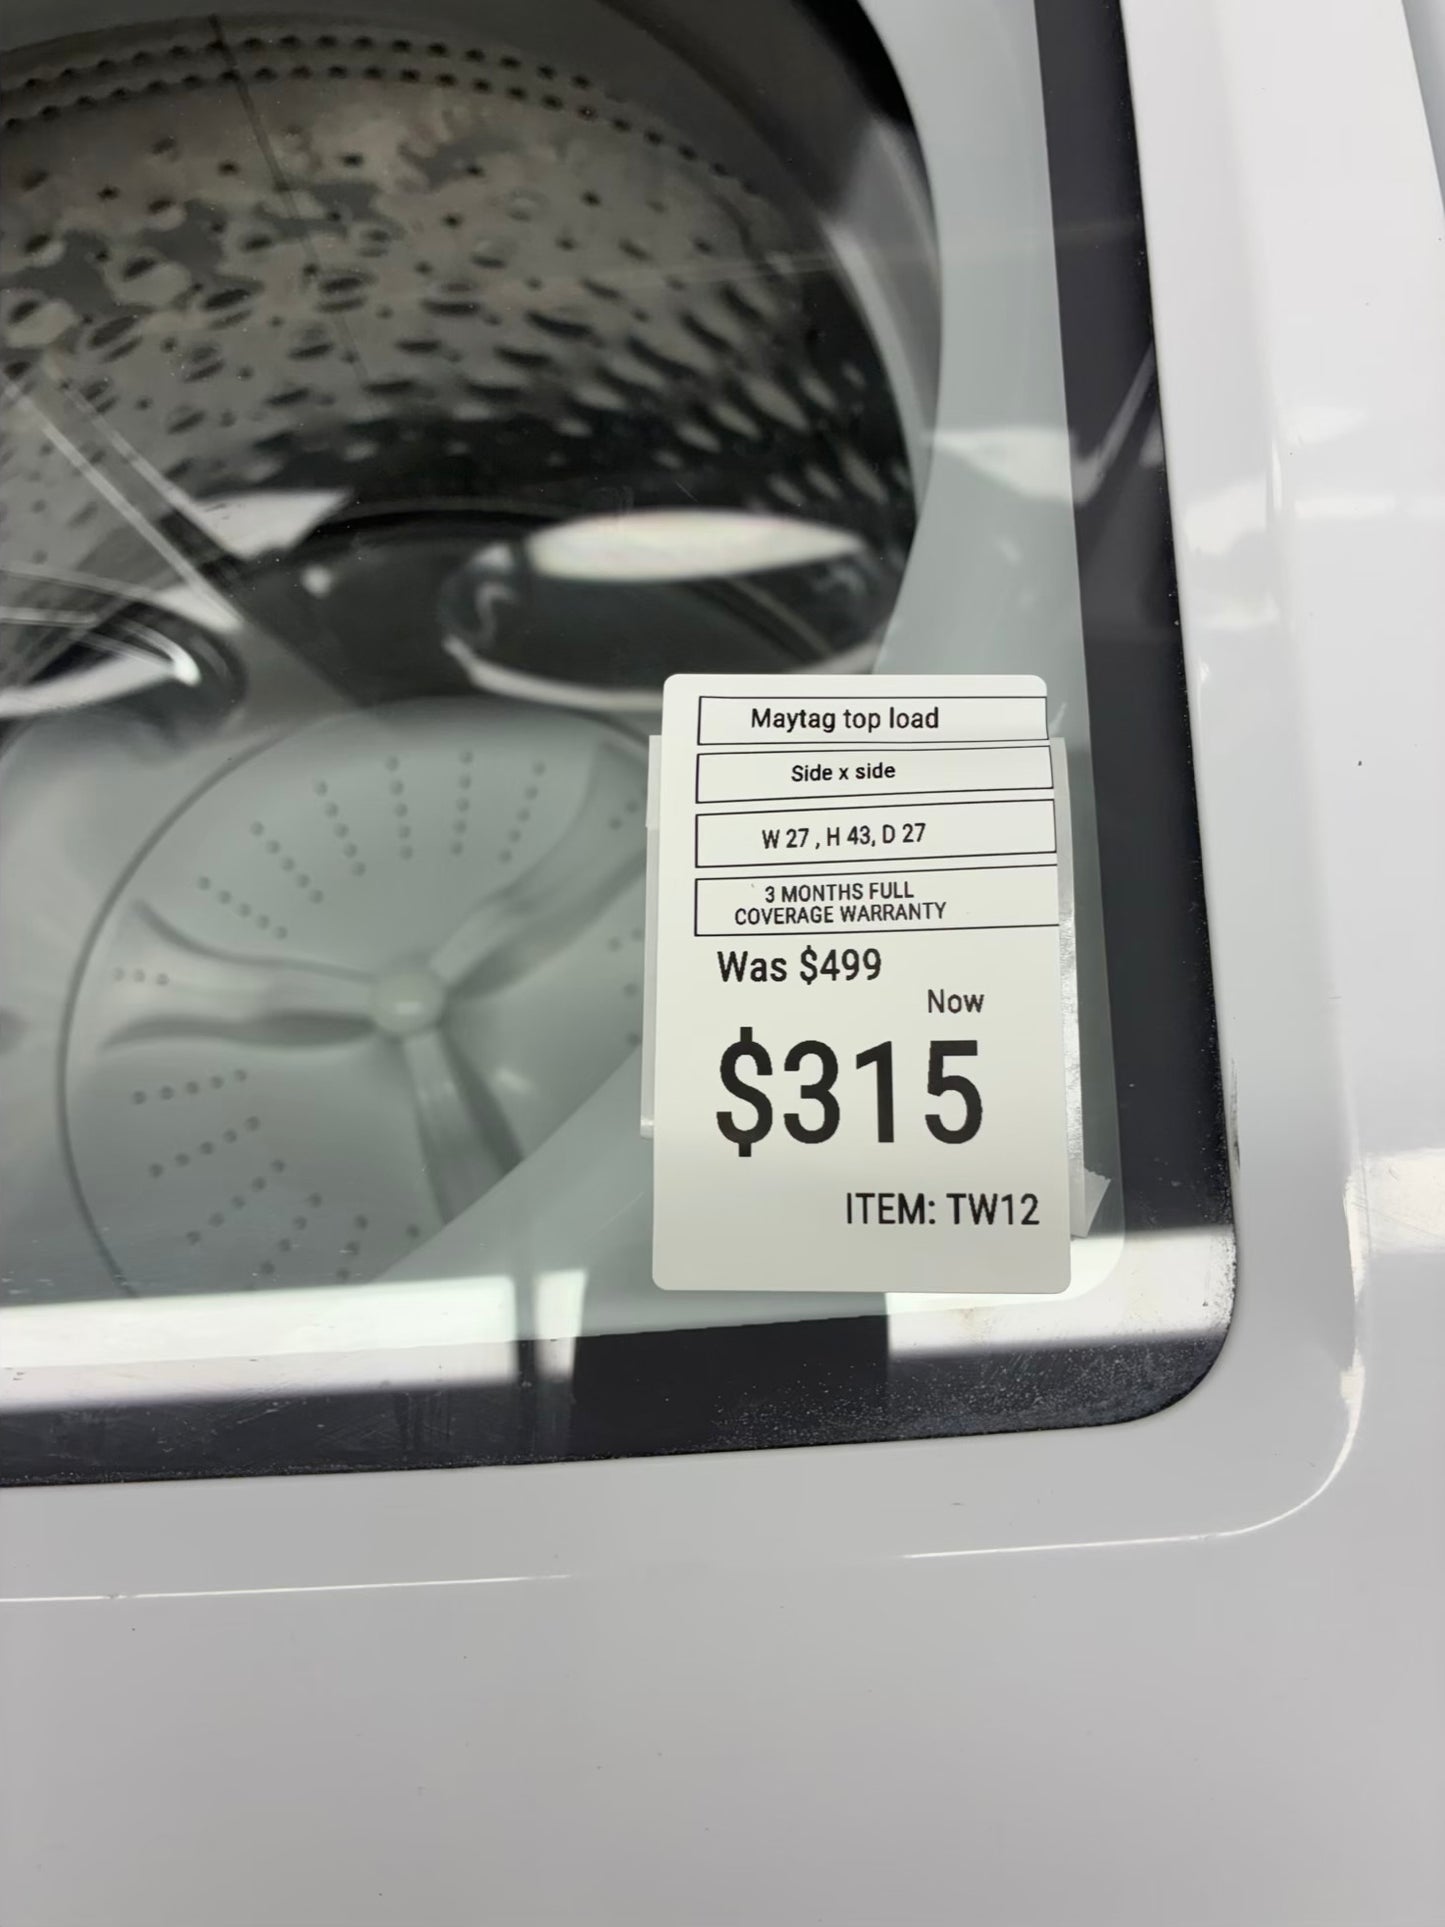 Maytag top load
Side x side
W 27 , H 43, D 27
3 MONTHS FULL
COVERAGE WARRANTY
Was $499
Now
$315
ITEM: TW12